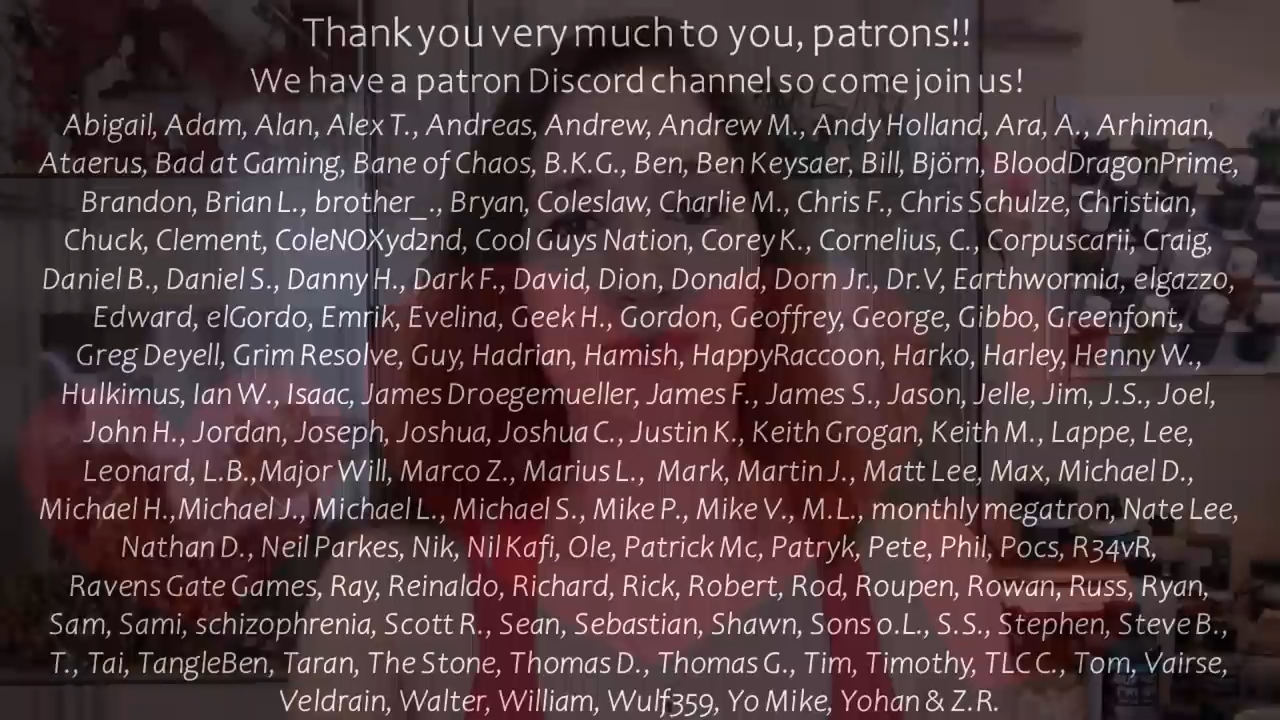 Thank you very much to you, patrons!!
We have a patron Discord channel so come join us!
Abigail, Adam, Alan, Alex T., Andreas, Andrew, Andrew M., Andy Holland, Ara, A., Arhiman,
Ataerus, Bad at Gaming, Bane of Chaos, B.K.G., Ben, Ben Keysaer, Bill, Björn, BloodDragonPrime,
Brandon, Brian L., brother_., Bryan, Coleslaw, Charlie M., Chris F., Chris Schulze, Christian,
Chuck, Clement, ColeNOXyd2nd, Cool Guys Nation, Corey K., Cornelius, C., Corpuscarii, Craig,
Daniel B., Daniel S., Danny H., Dark F., David, Dion, Donald, Dorn Jr., Dr.V, Earthwormia, elgazzo,
Edward, elGordo, Emrik, Evelina, Geek H., Gordon, Geoffrey, George, Gibbo, Greenfont,
Greg Deyell, Grim Resolve, Guy, Hadrian, Hamish, HappyRaccoon, Harko, Harley, Henny W.,
Hulkimus, Ian W., Isaac, James Droegemueller, James F., James S., Jason, Jelle, Jim, J.S., Joel,
John H., Jordan, Joseph, Joshua, Joshua C., Justin K., Keith Grogan, Keith M., Lappe, Lee,
Leonard, L.B.,Major Will, Marco Z., Marius L., Mark, Martin J., Matt Lee, Max, Michael D.,
Michael H.,Michael J., Michael L., Michael S., Mike P., Mike V., M.L., monthly megatron, Nate Lee,
Nathan D., Neil Parkes, Nik, Nil Kafi, Ole, Patrick Mc, Patryk, Pete, Phil, Pocs, R34vR,
Ravens Gate Games, Ray, Reinaldo, Richard, Rick, Robert, Rod, Roupen, Rowan, Russ, Ryan,
Sam, Sami, schizophrenia, Scott R., Sean, Sebastian, Shawn, Sons o.L., S.S., Stephen, Steve B.,
T., Tai, TangleBen, Taran, The Stone, Thomas D., Thomas G., Tim, Timothy, TLC C., Tom, Vairse,
Veldrain, Walter, William, Wulf359, Yo Mike, Yohan & Z.R.